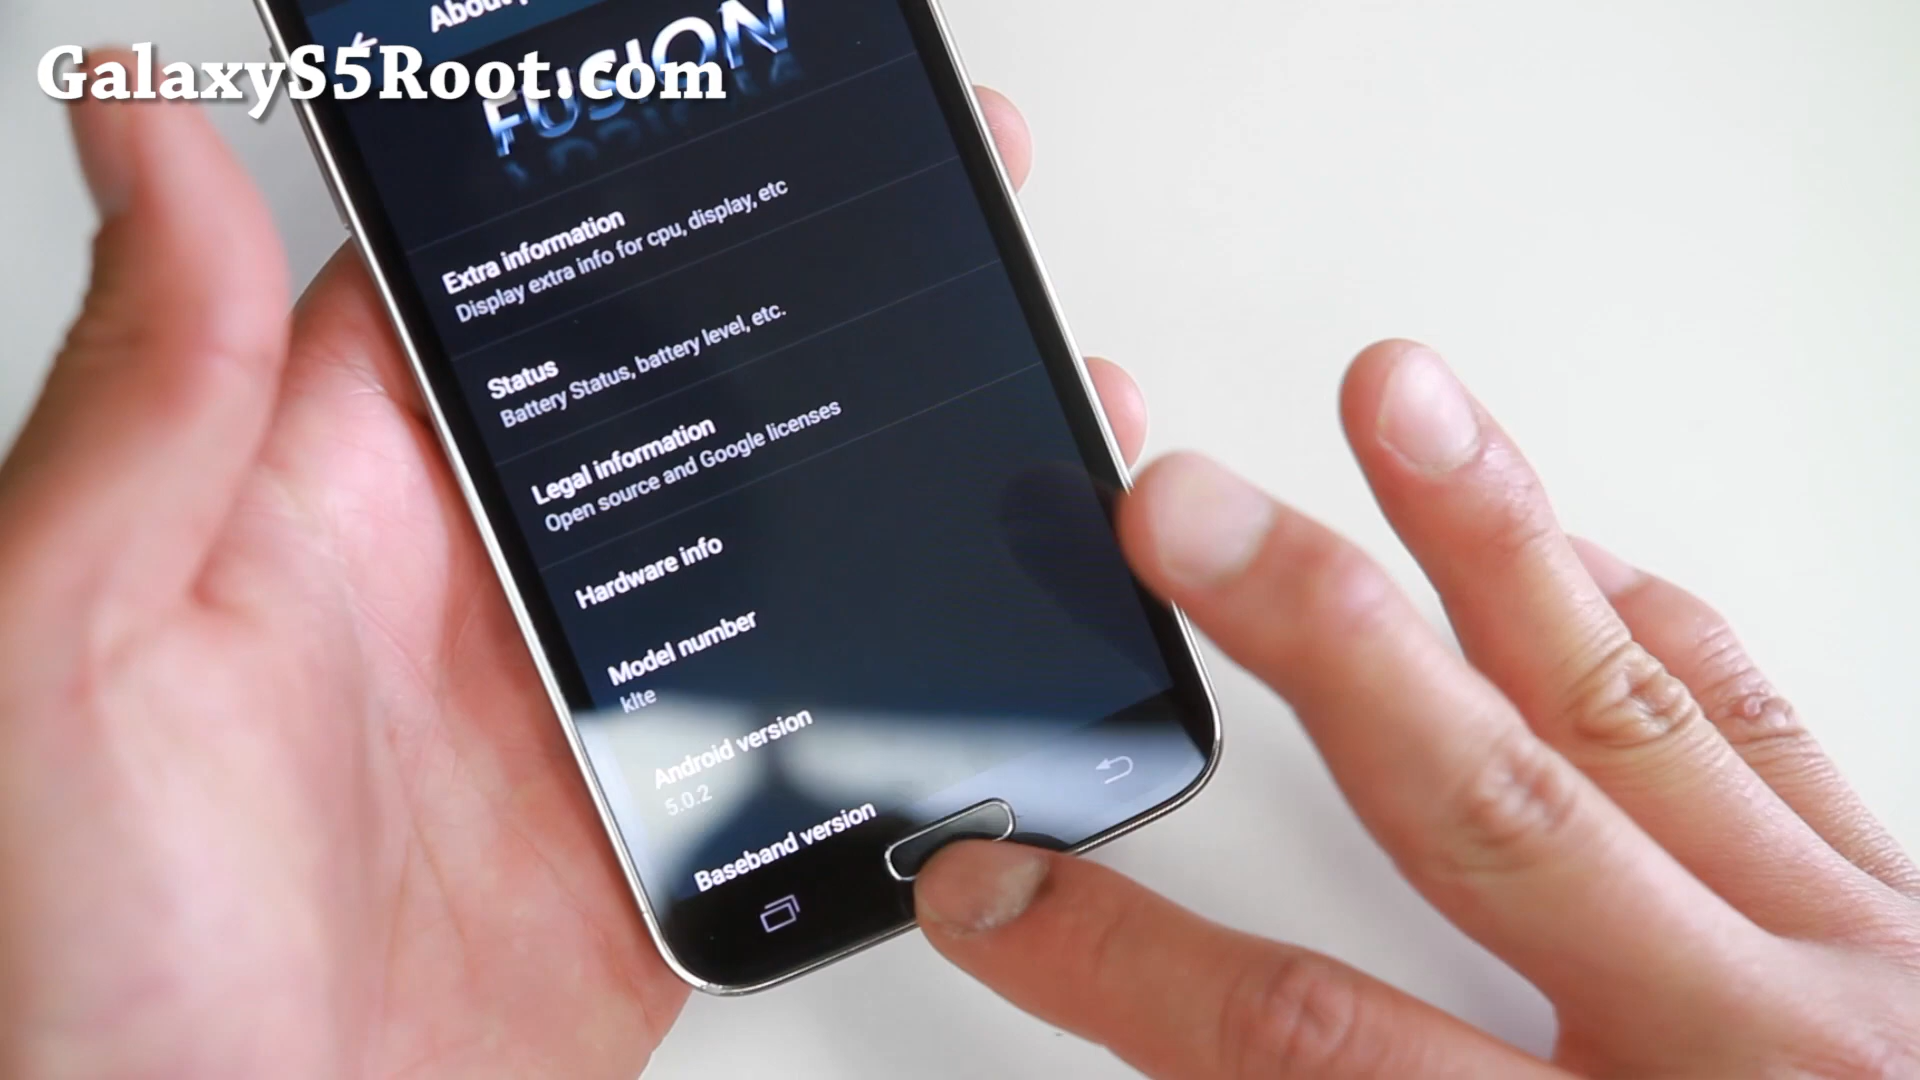 About
GalaxyS5Root.com
FUSION
Extra information
Display extra info for cpu, display, etc
Status
Battery Status, battery level, etc.
Legal information
Open source and Google licenses
Hardware info
Model number
klte
Android version
5.0.2
Baseband version